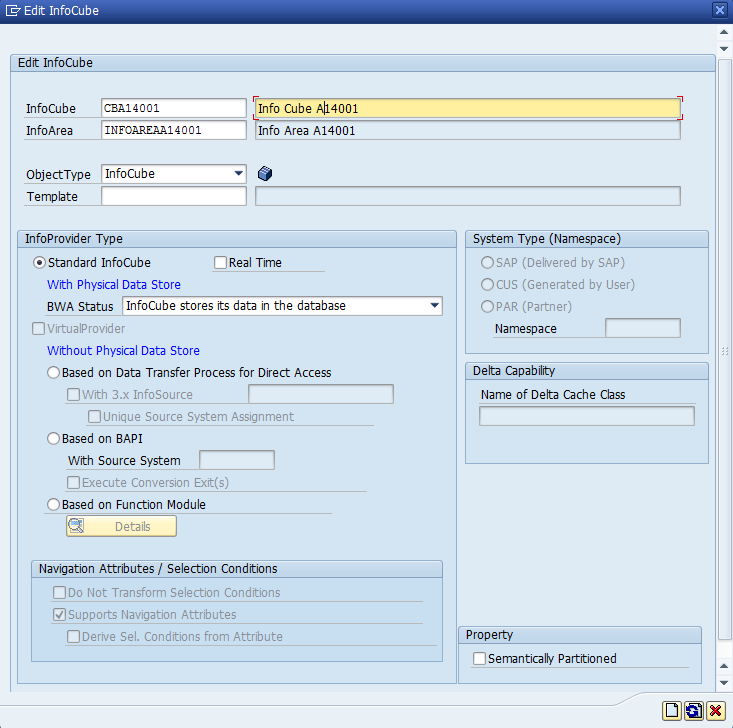 Edit InfoCube
Edit InfoCube
InfoCube CBA14001 Info Cube A14001
InfoArea INFOAREAA14001 Info Area A14001
ObjectType InfoCube
Template
InfoProvider Type
Standard InfoCube Real Time
With Physical Data Store
BWA Status InfoCube stores its data in the database
VirtualProvider
Without Physical Data Store
Based on Data Transfer Process for Direct Access
With 3.x InfoSource
Unique Source System Assignment
Based on BAPI
With Source System
Execute Conversion Exit(s)
Based on Function Module
Details
Navigation Attributes / Selection Conditions
Do Not Transform Selection Conditions
Supports Navigation Attributes
Derive Sel. Conditions from Attribute
System Type (Namespace)
SAP (Delivered by SAP)
CUS (Generated by User)
PAR (Partner)
Namespace
Delta Capability
Name of Delta Cache Class
Property
Semantically Partitioned